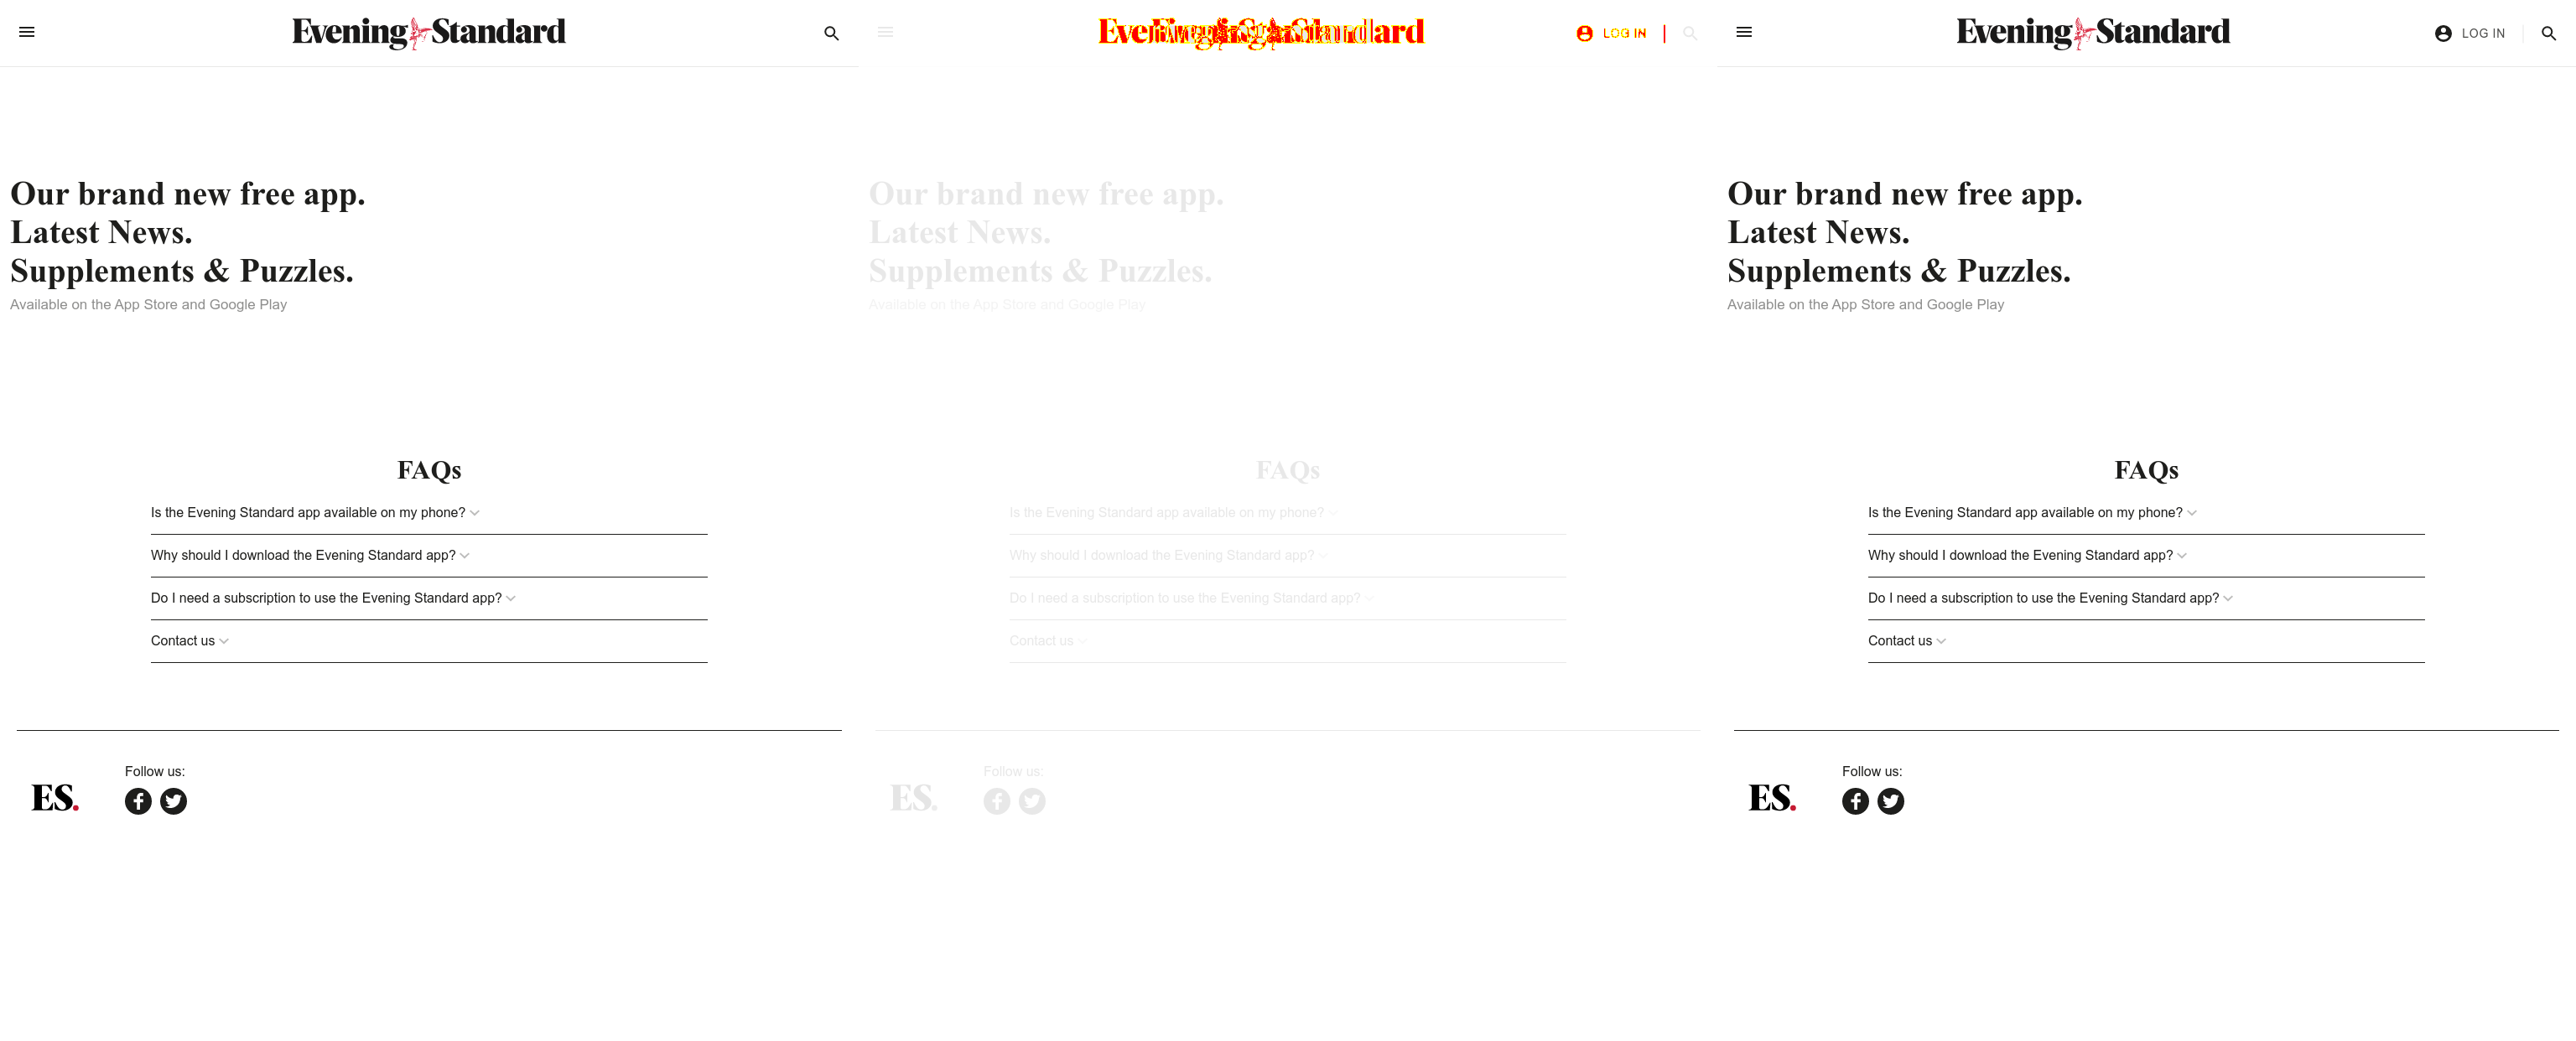 Evening Standard
Our brand new free app.
Latest News.
Supplements & Puzzles.
Available on the App Store and Google Play
FAQs
Is the Evening Standard app available on my phone?
Why should I download the Evening Standard app?
Do I need a subscription to use the Evening Standard app?
Contact us
ES.
Follow us:
Evening Standard
LOG IN
Our brand new free app.
Latest News.
Supplements & Puzzles.
Available on the App Store and Google Play
FAQs
Is the Evening Standard app available on my phone?
Why should I download the Evening Standard app?
Do I need a subscription to use the Evening Standard app?
Contact us
ES.
Follow us:
Evening Standard
LOG IN
Our brand new free app.
Latest News.
Supplements & Puzzles.
Available on the App Store and Google Play
FAQs
Is the Evening Standard app available on my phone?
Why should I download the Evening Standard app?
Do I need a subscription to use the Evening Standard app?
Contact us
ES.
Follow us: